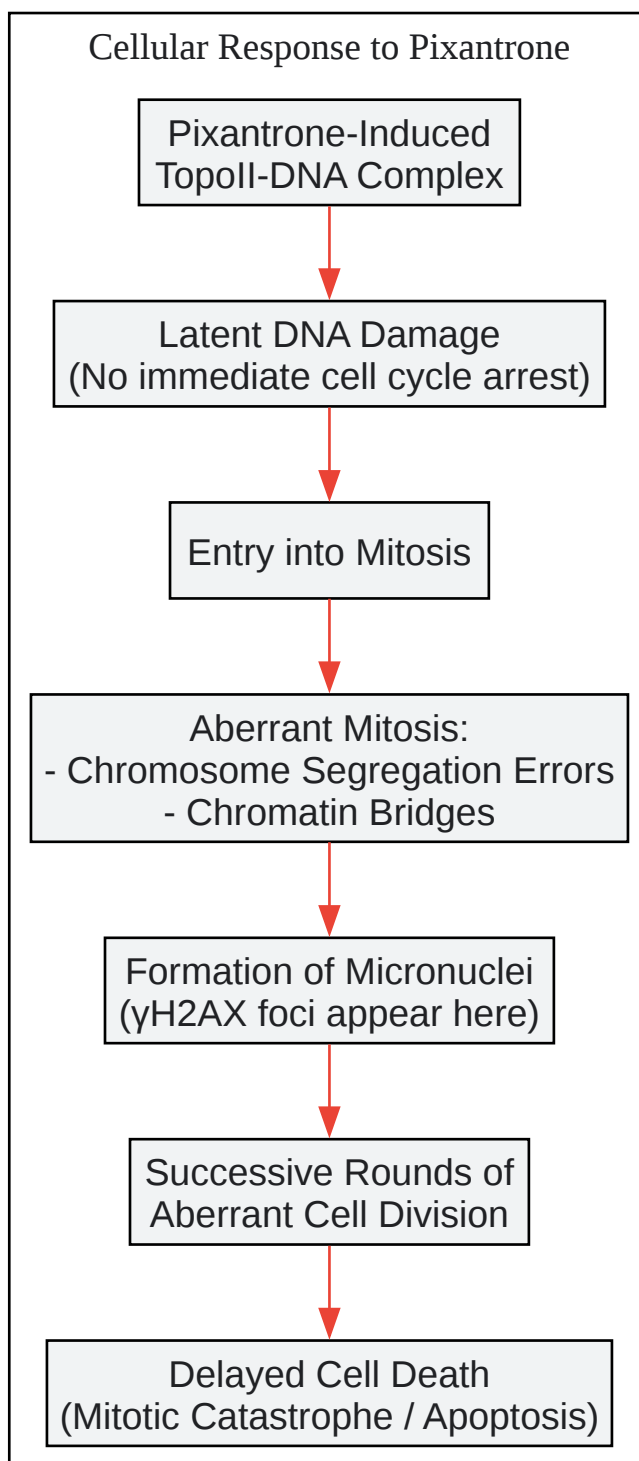 Cellular Response to Pixantrone
Pixantrone-Induced
TopoII-DNA Complex
Latent DNA Damage
(No immediate cell cycle arrest)
Entry into Mitosis
Aberrant Mitosis:
- Chromosome Segregation Errors
- Chromatin Bridges
Formation of Micronuclei
(γH2AX foci appear here)
Successive Rounds of
Aberrant Cell Division
Delayed Cell Death
(Mitotic Catastrophe / Apoptosis)